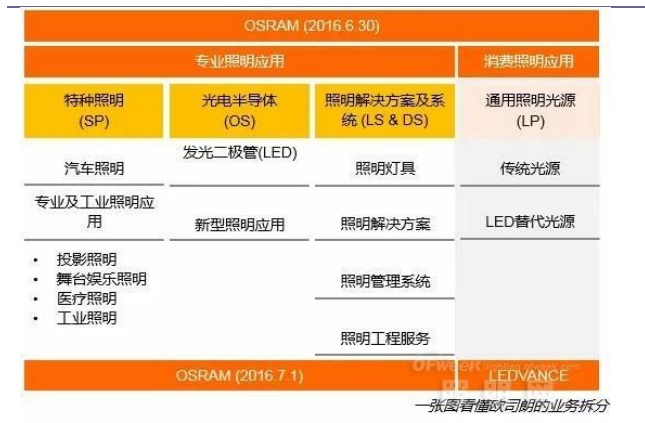 OSRAM (2016.6.30)
专业照明应用
消费照明应用
特种照明
(SP)
光电半导体
(OS)
照明解决方案及系
统 (LS & DS)
通用照明光源
(LP)
汽车照明
发光二极管(LED)
照明灯具
传统光源
专业及工业照明应
用
新型照明应用
照明解决方案
LED替代光源
• 投影照明
• 舞台娱乐照明
• 医疗照明
• 工业照明
照明管理系统
照明工程服务
OSRAM (2016.7.1)
LEDVANCE
OFweek lighting.ofweek.com
照明网
一张图看懂欧司朗的业务拆分